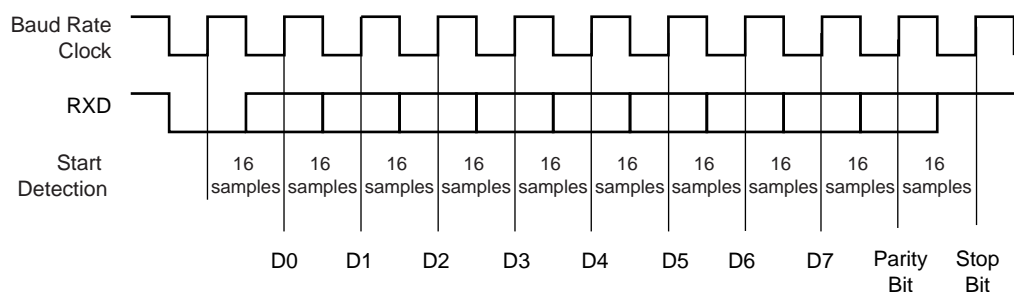 Baud Rate
Clock
RXD
Start
Detection
16 16 16 16 16 16 16 16 16 16
samples samples samples samples samples samples samples samples samples samples
D0 D1 D2 D3 D4 D5 D6 D7 Parity Stop
Bit Bit